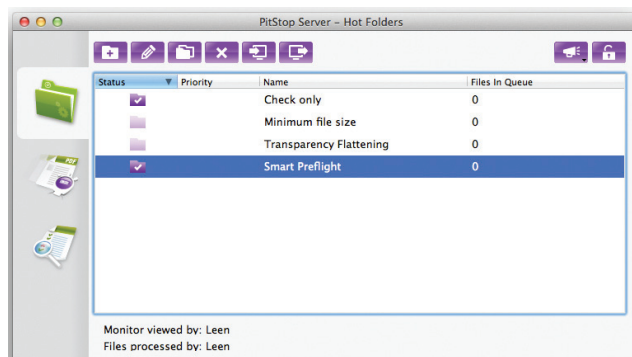 PitStop Server – Hot Folders
Status Priority Name Files In Queue
Check only 0
Minimum file size 0
Transparency Flattening 0
Smart Preflight 0
Monitor viewed by: Leen
Files processed by: Leen
PDF